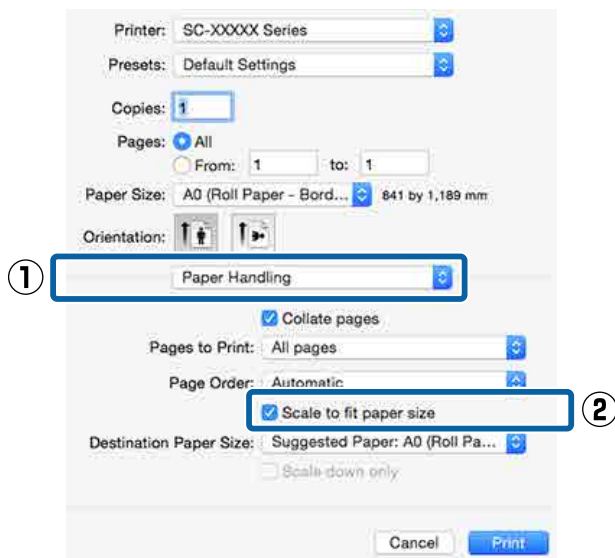 Printer: SC-XXXXX Series
Presets: Default Settings
Copies: 1
Pages: All
From: 1 to: 1
Paper Size: A0 (Roll Paper - Bord... 841 by 1,189 mm
Orientation:
1 Paper Handling
Collate pages
Pages to Print: All pages
Page Order: Automatic
Scale to fit paper size 2
Destination Paper Size: Suggested Paper: A0 (Roll Pa...
Scale down only
Cancel Print